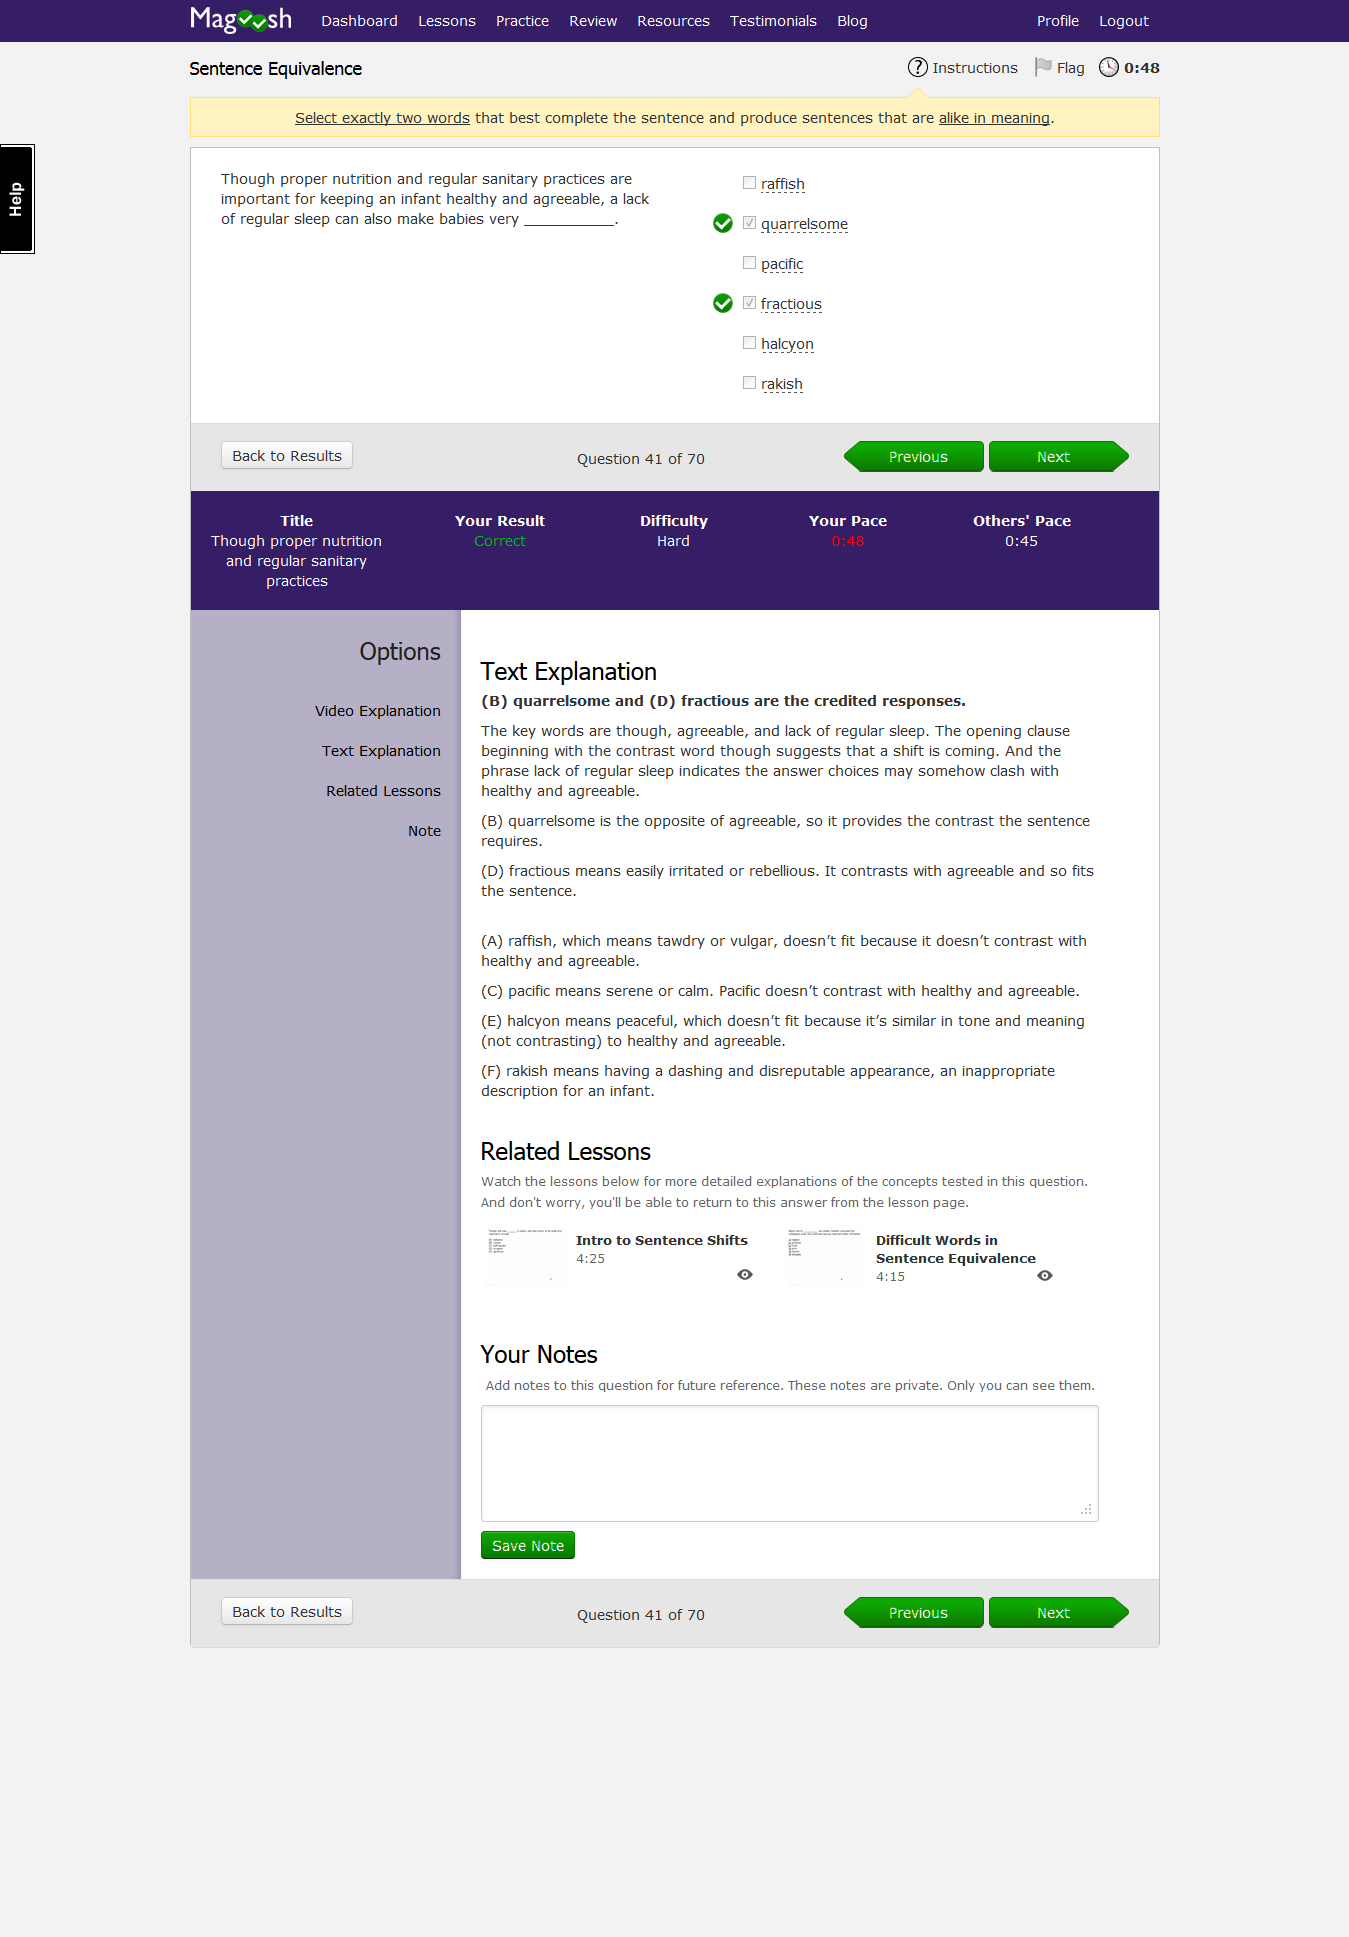 Magoosh Dashboard Lessons Practice Review Resources Testimonials Blog Profile Logout
Sentence Equivalence
Instructions Flag 0:48
Select exactly two words that best complete the sentence and produce sentences that are alike in meaning.
Help
Though proper nutrition and regular sanitary practices are
important for keeping an infant healthy and agreeable, a lack
of regular sleep can also make babies very ___________.
raffish
quarrelsome
pacific
fractious
halcyon
rakish
Back to Results Question 41 of 70 Previous Next
Title Your Result Difficulty Your Pace Others' Pace
Though proper nutrition Correct Hard 0:48 0:45
and regular sanitary
practices
Options
Video Explanation
Text Explanation
Related Lessons
Note
Text Explanation
(B) quarrelsome and (D) fractious are the credited responses.
The key words are though, agreeable, and lack of regular sleep. The opening clause
beginning with the contrast word though suggests that a shift is coming. And the
phrase lack of regular sleep indicates the answer choices may somehow clash with
healthy and agreeable.
(B) quarrelsome is the opposite of agreeable, so it provides the contrast the sentence
requires.
(D) fractious means easily irritated or rebellious. It contrasts with agreeable and so fits
the sentence.
(A) raffish, which means tawdry or vulgar, doesn’t fit because it doesn’t contrast with
healthy and agreeable.
(C) pacific means serene or calm. Pacific doesn’t contrast with healthy and agreeable.
(E) halcyon means peaceful, which doesn’t fit because it’s similar in tone and meaning
(not contrasting) to healthy and agreeable.
(F) rakish means having a dashing and disreputable appearance, an inappropriate
description for an infant.
Related Lessons
Watch the lessons below for more detailed explanations of the concepts tested in this question.
And don't worry, you'll be able to return to this answer from the lesson page.
Intro to Sentence Shifts
4:25
Difficult Words in
Sentence Equivalence
4:15
Your Notes
Add notes to this question for future reference. These notes are private. Only you can see them.
Save Note
Back to Results Question 41 of 70 Previous Next